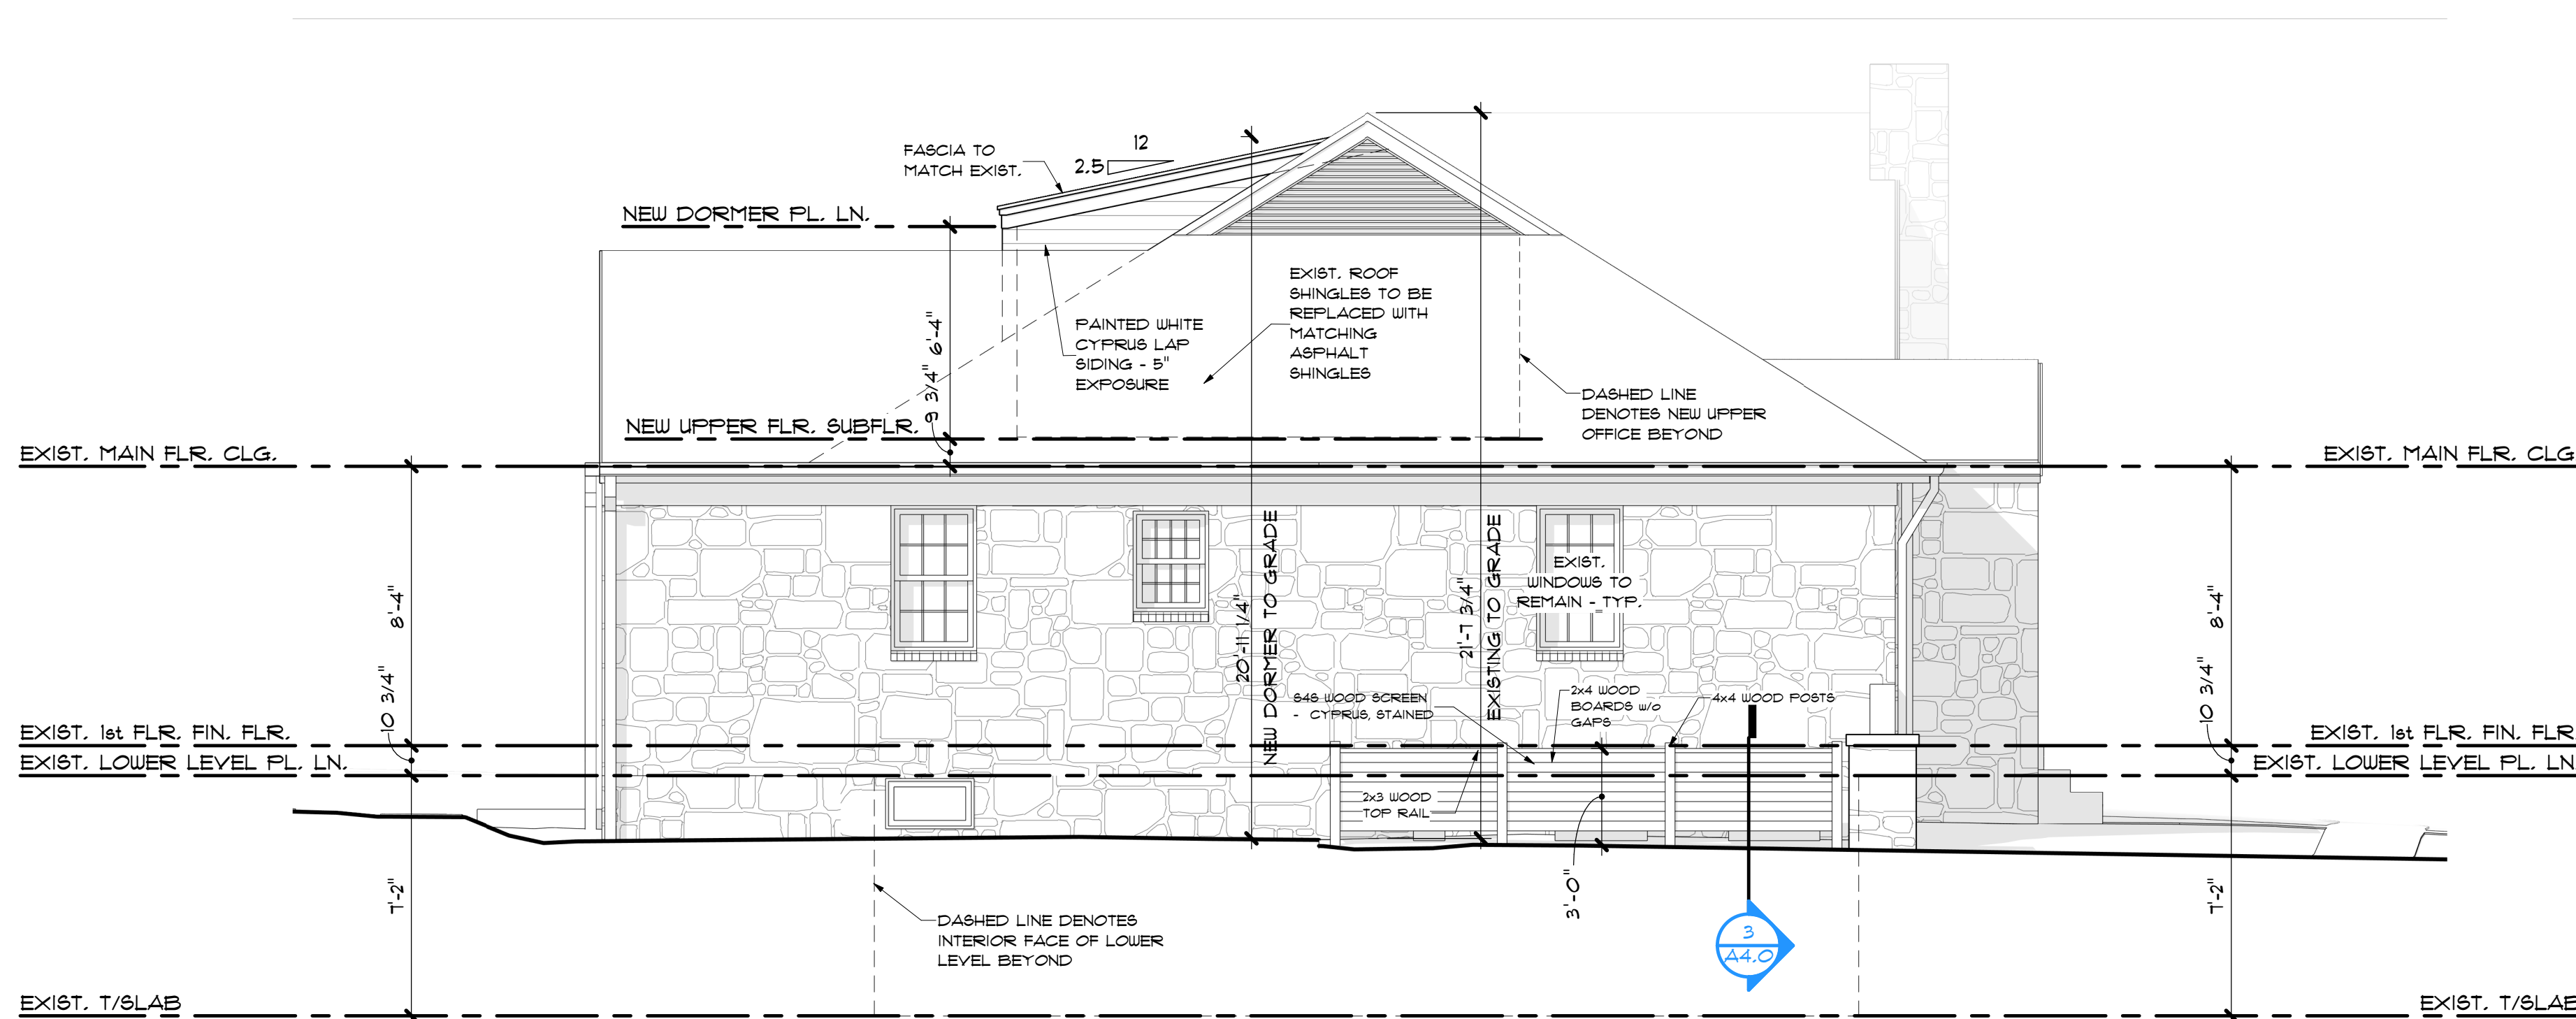 FASCIA TO
MATCH EXIST.
12
2.5
NEW DORMER PL. LN.
EXIST. ROOF
SHINGLES TO BE
REPLACED WITH
MATCHING
ASPHALT
SHINGLES
PAINTED WHITE
CYPRUS LAP
SIDING - 5"
EXPOSURE
6'-4"
9 3/4"
DASHED LINE
DENOTES NEW UPPER
OFFICE BEYOND
NEW UPPER FLR. SUBFLR.
EXIST. MAIN FLR. CLG.
EXIST. MAIN FLR. CLG
8'-4"
NEW DORMER TO GRADE
20'-11 1/4"
EXISTING TO GRADE
21'-7 3/4"
EXIST.
WINDOWS TO
REMAIN - TYP.
8'-4"
10 3/4"
S4S WOOD SCREEN
- CYPRUS, STAINED
2x4 WOOD
BOARDS w/o
GAPS
4x4 WOOD POSTS
10 3/4"
EXIST. 1st FLR. FIN. FLR.
EXIST. 1st FLR. FIN. FLR
EXIST. LOWER LEVEL PL. LN.
EXIST. LOWER LEVEL PL. LN
2x3 WOOD
TOP RAIL
7'-2"
3'-0"
7'-2"
DASHED LINE DENOTES
INTERIOR FACE OF LOWER
LEVEL BEYOND
3
A4.0
EXIST. T/SLAB
EXIST. T/SLAB